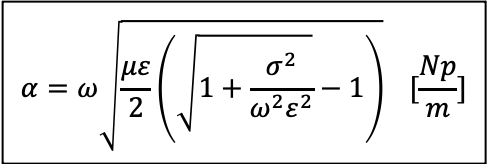 α = ω √(με/2 (√(1 + σ²/ω²ε² − 1))) [Np/m]